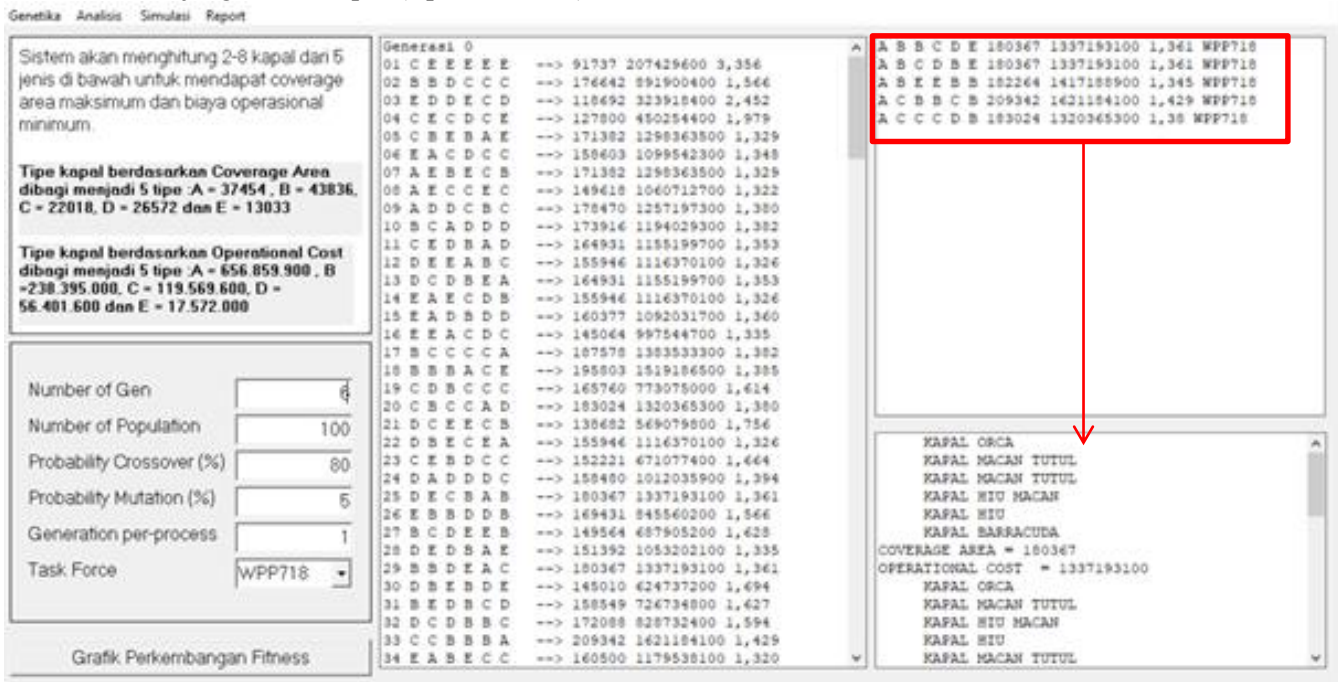 Genetika Analisis Simulasi Report
Sistem akan menghitung 2-8 kapal dari 5
jenis di bawah untuk mendapat coverage
area maksimum dan biaya operasional
minimum.
Tipe kapal berdasarkan Coverage Area
dibagi menjadi 5 tipe :A = 37454 , B = 43836,
C = 22018, D = 26572 dan E = 13033
Tipe kapal berdasarkan Operational Cost
dibagi menjadi 5 tipe :A = 656.859.900 , B
=238.395.000, C = 119.569.600, D =
56.401.600 dan E = 17.572.000
Number of Gen 6
Number of Population 100
Probability Crossover (%) 80
Probability Mutation (%) 5
Generation per-process 1
Task Force WPP718
Grafik Perkembangan Fitness
Generasi 0
01 C E E E E E --> 91737 207429600 3,356
02 B B D C C C --> 176642 891900400 1,566
03 E D D E C D --> 118692 323918400 2,452
04 C E C D C E --> 127800 450254400 1,979
05 C B E B A E --> 171382 1298363500 1,329
06 E A C D C C --> 158603 1099542300 1,348
07 A E B E C B --> 171382 1298363500 1,329
08 A E C C E C --> 149618 1060712700 1,322
09 A D D C B C --> 178470 1257197300 1,380
10 B C A D D D --> 173916 1194029300 1,382
11 C E D B A D --> 164931 1155199700 1,353
12 D E E A B C --> 155946 1116370100 1,326
13 D C D B E A --> 164931 1155199700 1,353
14 E A E C D B --> 155946 1116370100 1,326
15 E A D B D D --> 160377 1092031700 1,360
16 E E A C D C --> 145064 997544700 1,335
17 B C C C C A --> 187578 1383533300 1,382
18 B B B A C E --> 195803 1519186500 1,385
19 C D B C C C --> 165760 773075000 1,614
20 C B C C A D --> 183024 1320365300 1,380
21 D C E E C B --> 138682 569079800 1,756
22 D B E C E A --> 155946 1116370100 1,326
23 C E B D C C --> 152221 671077400 1,664
24 D A D D D C --> 158480 1012035900 1,394
25 D E C B A B --> 180367 1337193100 1,361
26 E B B D D B --> 169431 845560200 1,566
27 B C D E E B --> 149564 687905200 1,628
28 D E D B A E --> 151392 1053202100 1,335
29 B B D E A C --> 180367 1337193100 1,361
30 D B E B D E --> 145010 624737200 1,694
31 B E D B C D --> 158549 726734800 1,627
32 D C D B B C --> 172088 828732400 1,594
33 C C B B B A --> 209342 1621184100 1,429
34 E A B E C C --> 160500 1179538100 1,320
A B B C D E 180367 1337193100 1,361 WPP718
A B C D B E 180367 1337193100 1,361 WPP718
A B E E B B 182264 1417188900 1,345 WPP718
A C B B C B 209342 1621184100 1,429 WPP718
A C C C D B 183024 1320365300 1,38 WPP718
KAPAL ORCA
KAPAL MACAN TUTUL
KAPAL MACAN TUTUL
KAPAL HIU MACAN
KAPAL HIU
KAPAL BARRACUDA
COVERAGE AREA = 180367
OPERATIONAL COST = 1337193100
KAPAL ORCA
KAPAL MACAN TUTUL
KAPAL HIU MACAN
KAPAL HIU
KAPAL MACAN TUTUL